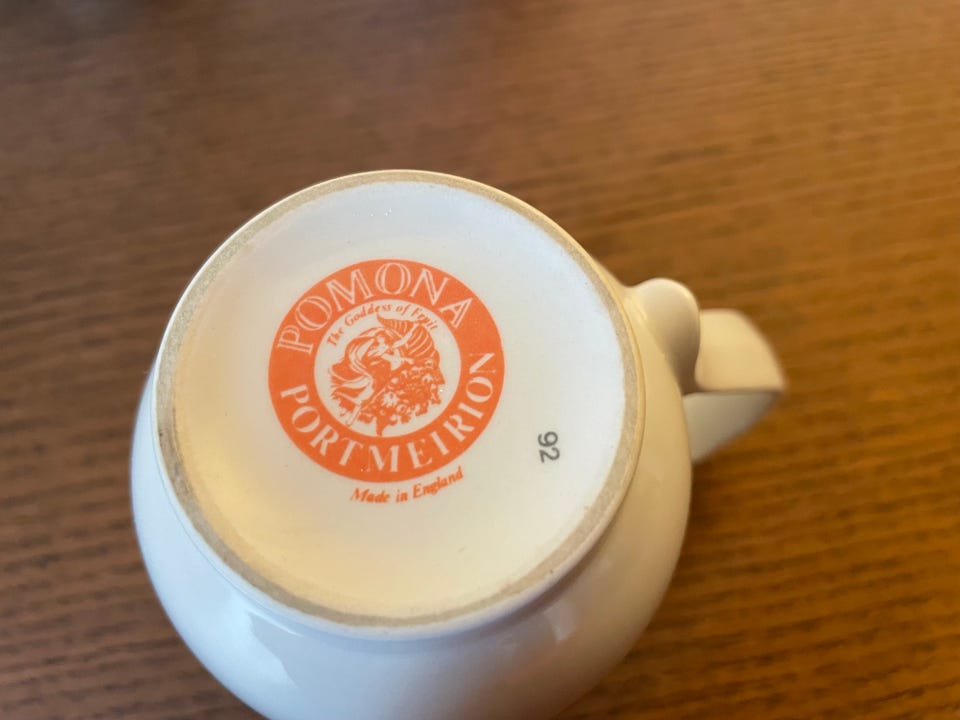 POMONA
The Goddess of Fruit
PORTMEIRION
Made in England
92